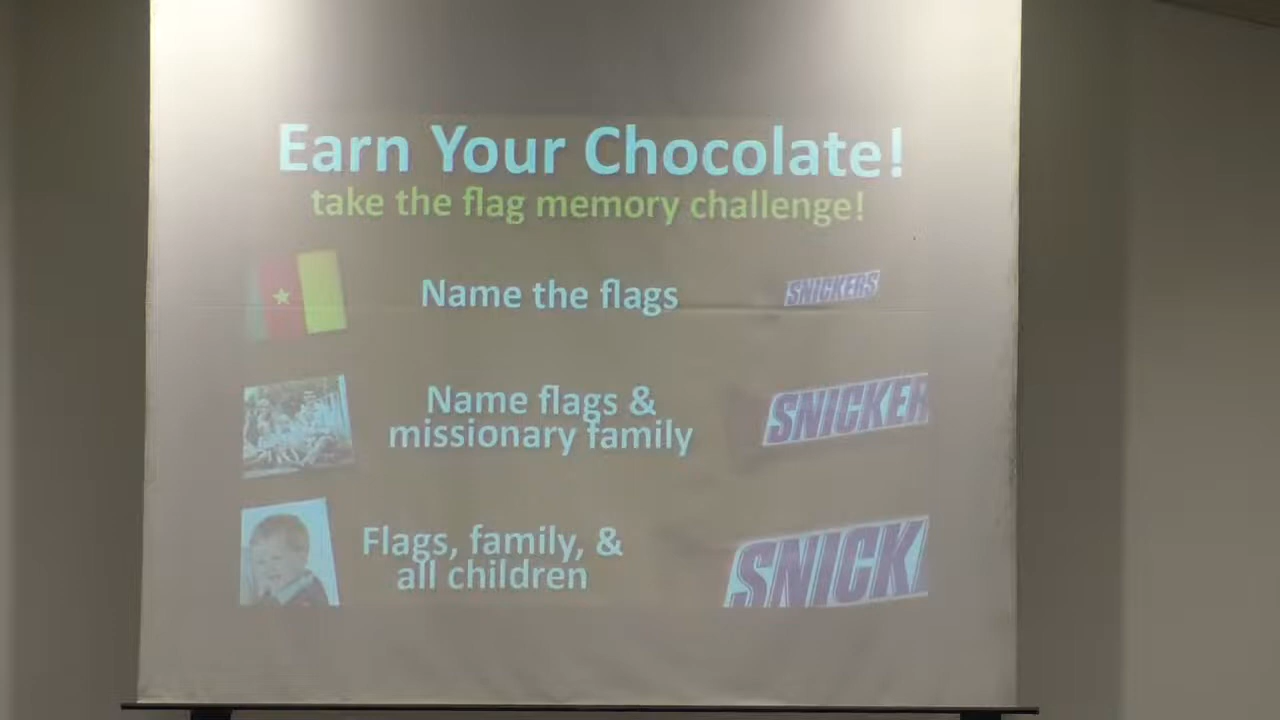 Earn Your Chocolate!
take the flag memory challenge!
Name the flags
SNICKERS
Name flags &
missionary family
SNICKER
Flags, family, &
all children
SNICK